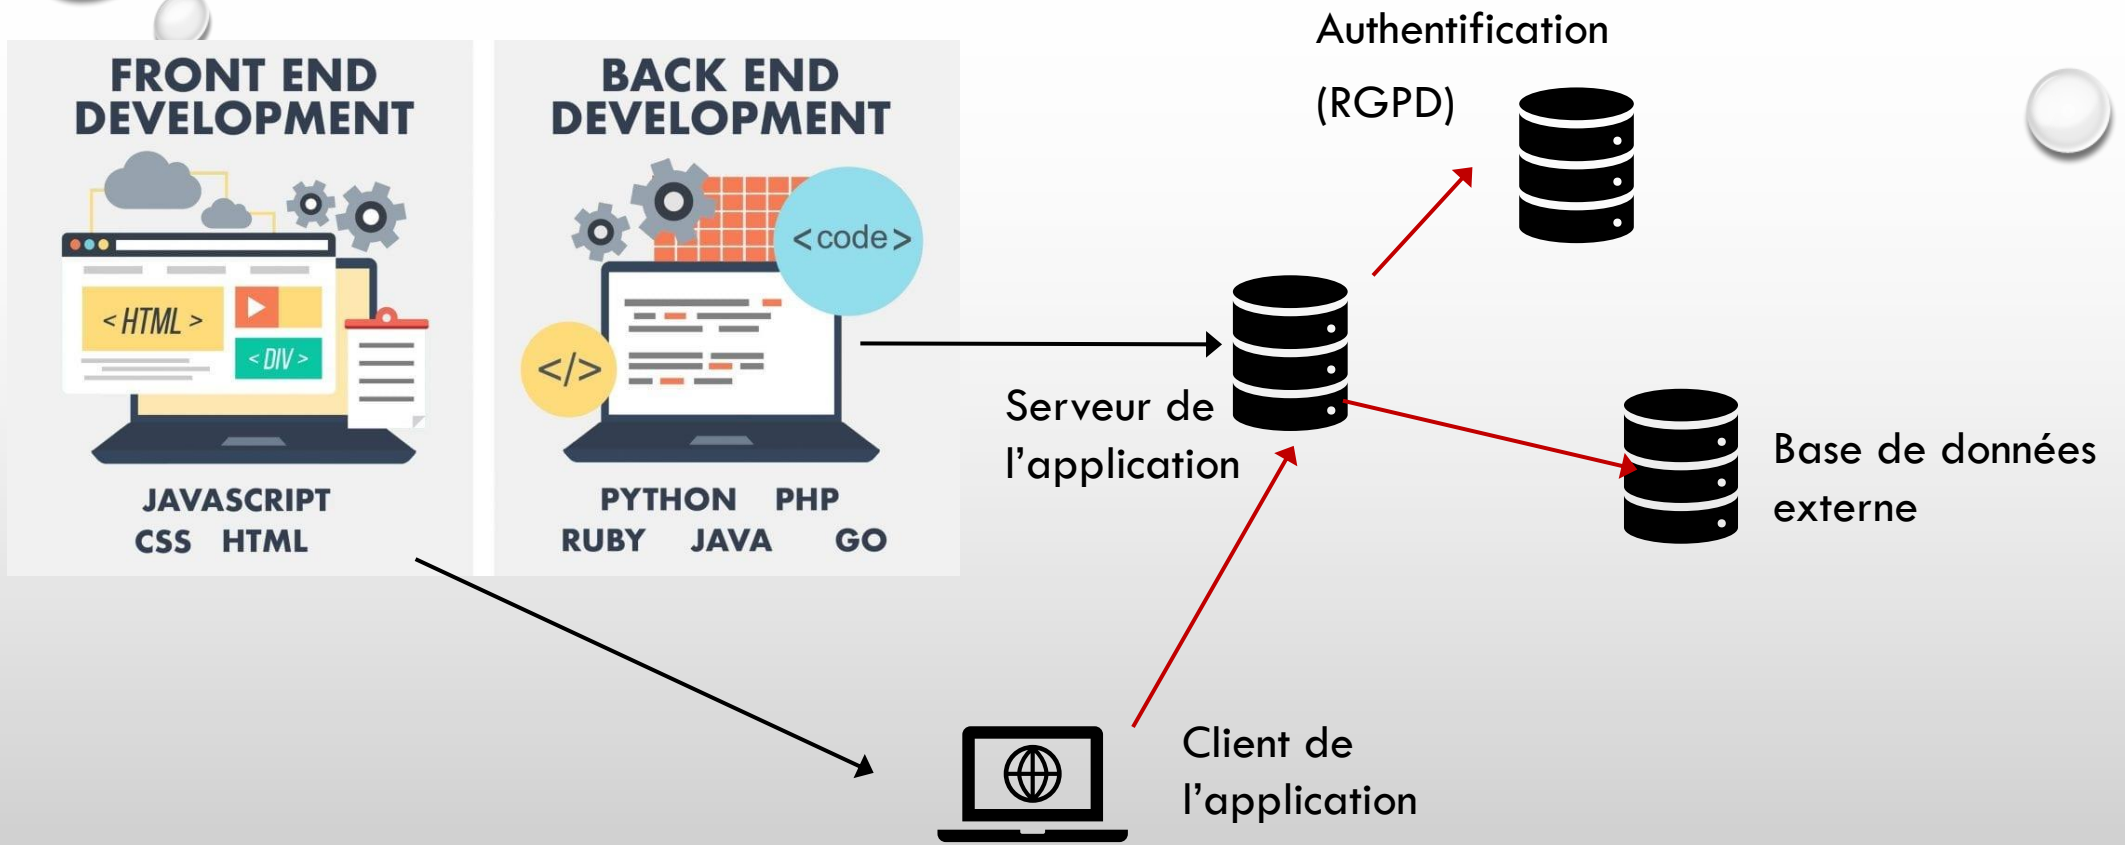 FRONT END
DEVELOPMENT
< HTML >
< DIV >
JAVASCRIPT
CSS HTML
BACK END
DEVELOPMENT
<code>
</>
PYTHON PHP
RUBY JAVA GO
Authentification
(RGPD)
Serveur de
l’application
Base de données
externe
Client de
l’application